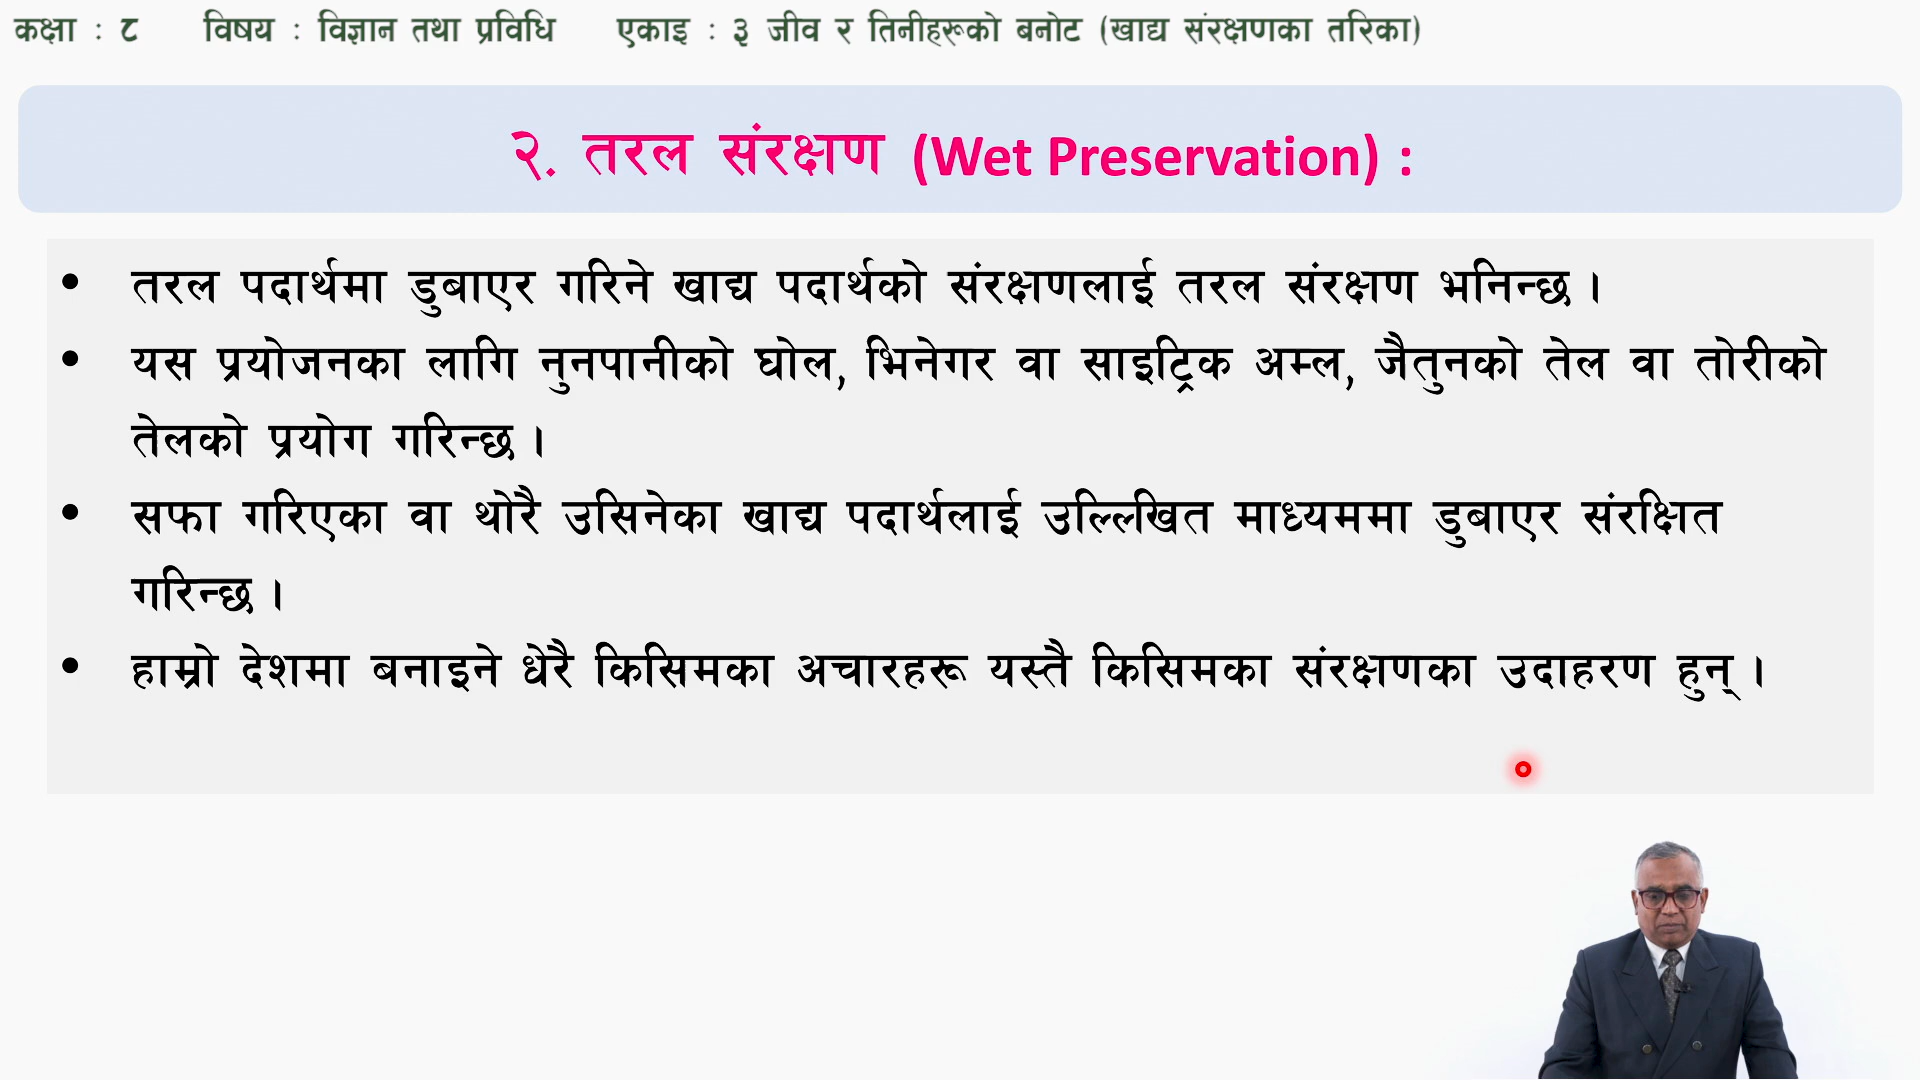 कक्षा : ८ विषय : विज्ञान तथा प्रविधि एकाइ : ३ जीव र तिनीहरूको बनोट (खाद्य संरक्षणका तरिका)
२. तरल संरक्षण (Wet Preservation) :
• तरल पदार्थमा डुबाएर गरिने खाद्य पदार्थको संरक्षणलाई तरल संरक्षण भनिन्छ ।
• यस प्रयोजनका लागि नुनपानीको घोल, भिनेगर वा साइट्रिक अम्ल, जैतुनको तेल वा तोरीको
तेलको प्रयोग गरिन्छ ।
• सफा गरिएका वा थोरै उसिनेका खाद्य पदार्थलाई उल्लिखित माध्यममा डुबाएर संरक्षित
गरिन्छ ।
• हाम्रो देशमा बनाइने धेरै किसिमका अचारहरू यस्तै किसिमका संरक्षणका उदाहरण हुन् ।